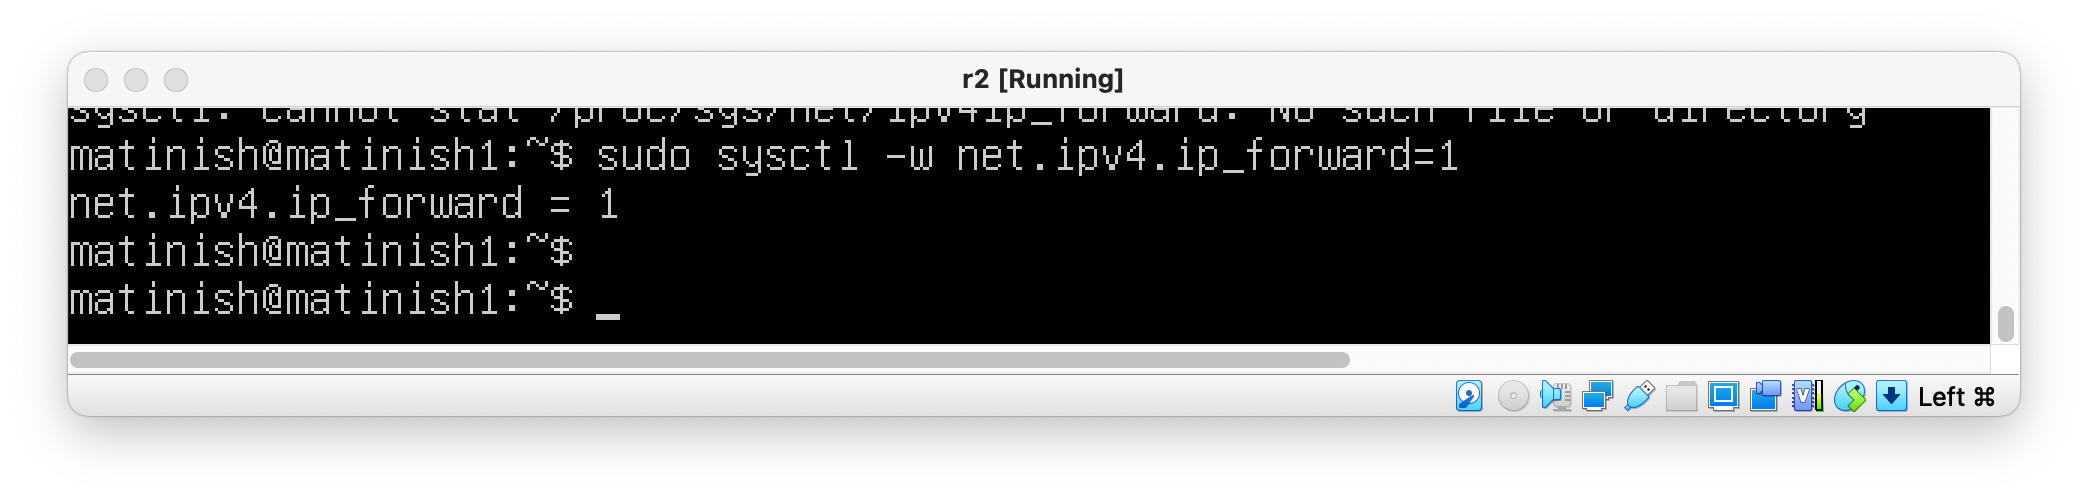 r2 [Running]
sysctl: cannot stat /proc/sys/net/ipv4ip_forward: No such file or directory
matinish@matinish1:~$ sudo sysctl -w net.ipv4.ip_forward=1
net.ipv4.ip_forward = 1
matinish@matinish1:~$
matinish@matinish1:~$ _
Left ⌘